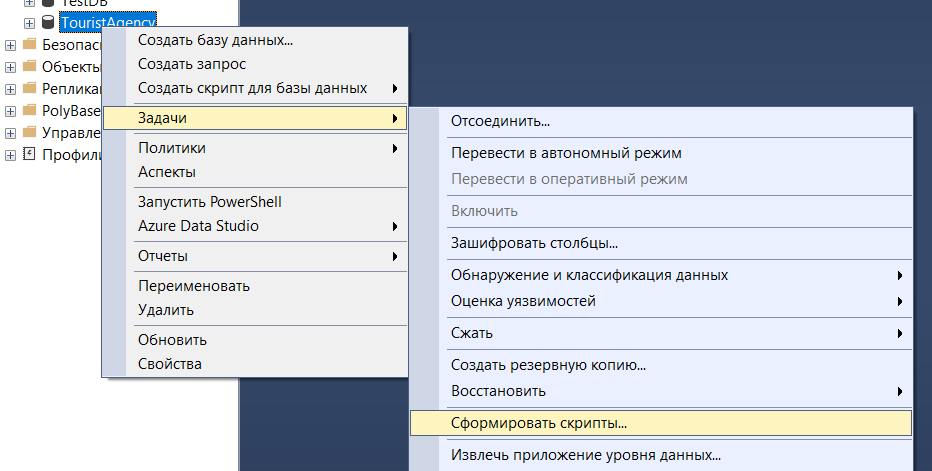 TestDB
TouristAgency
Безопас
Объекты
Реплика
PolyBase
Управле
Профили
Создать базу данных...
Создать запрос
Создать скрипт для базы данных
Задачи
Политики
Аспекты
Запустить PowerShell
Azure Data Studio
Отчеты
Переименовать
Удалить
Обновить
Свойства
Отсоединить...
Перевести в автономный режим
Перевести в оперативный режим
Включить
Зашифровать столбцы...
Обнаружение и классификация данных
Оценка уязвимостей
Сжать
Создать резервную копию...
Восстановить
Сформировать скрипты...
Извлечь приложение уровня данных...